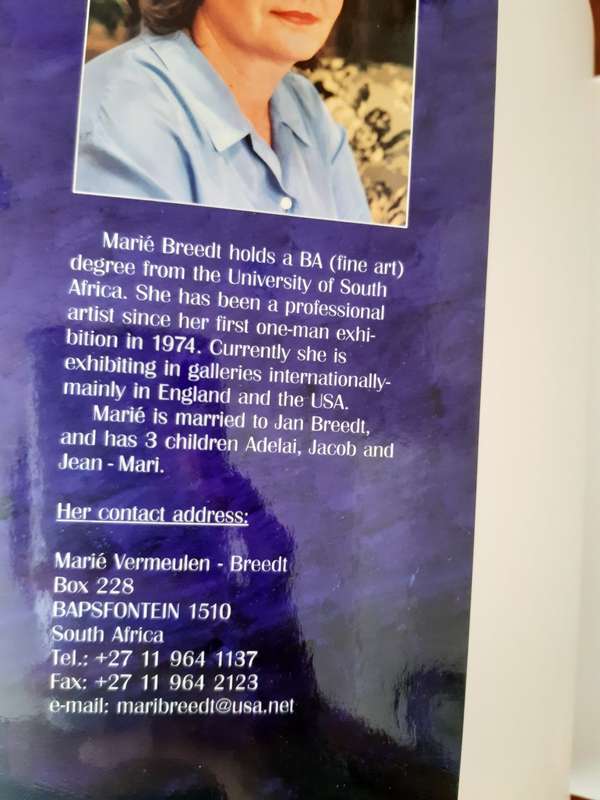 Marié Breedt holds a BA (fine art)
degree from the University of South
Africa. She has been a professional
artist since her first one-man exhi-
bition in 1974. Currently she is
exhibiting in galleries internationally-
mainly in England and the USA.
Marié is married to Jan Breedt,
and has 3 children Adelai, Jacob and
Jean - Mari.
Her contact address:
Marié Vermeulen - Breedt
Box 228
BAPSFONTEIN 1510
South Africa
Tel.: +27 11 964 1137
Fax: +27 11 964 2123
e-mail: maribreedt@usa.net